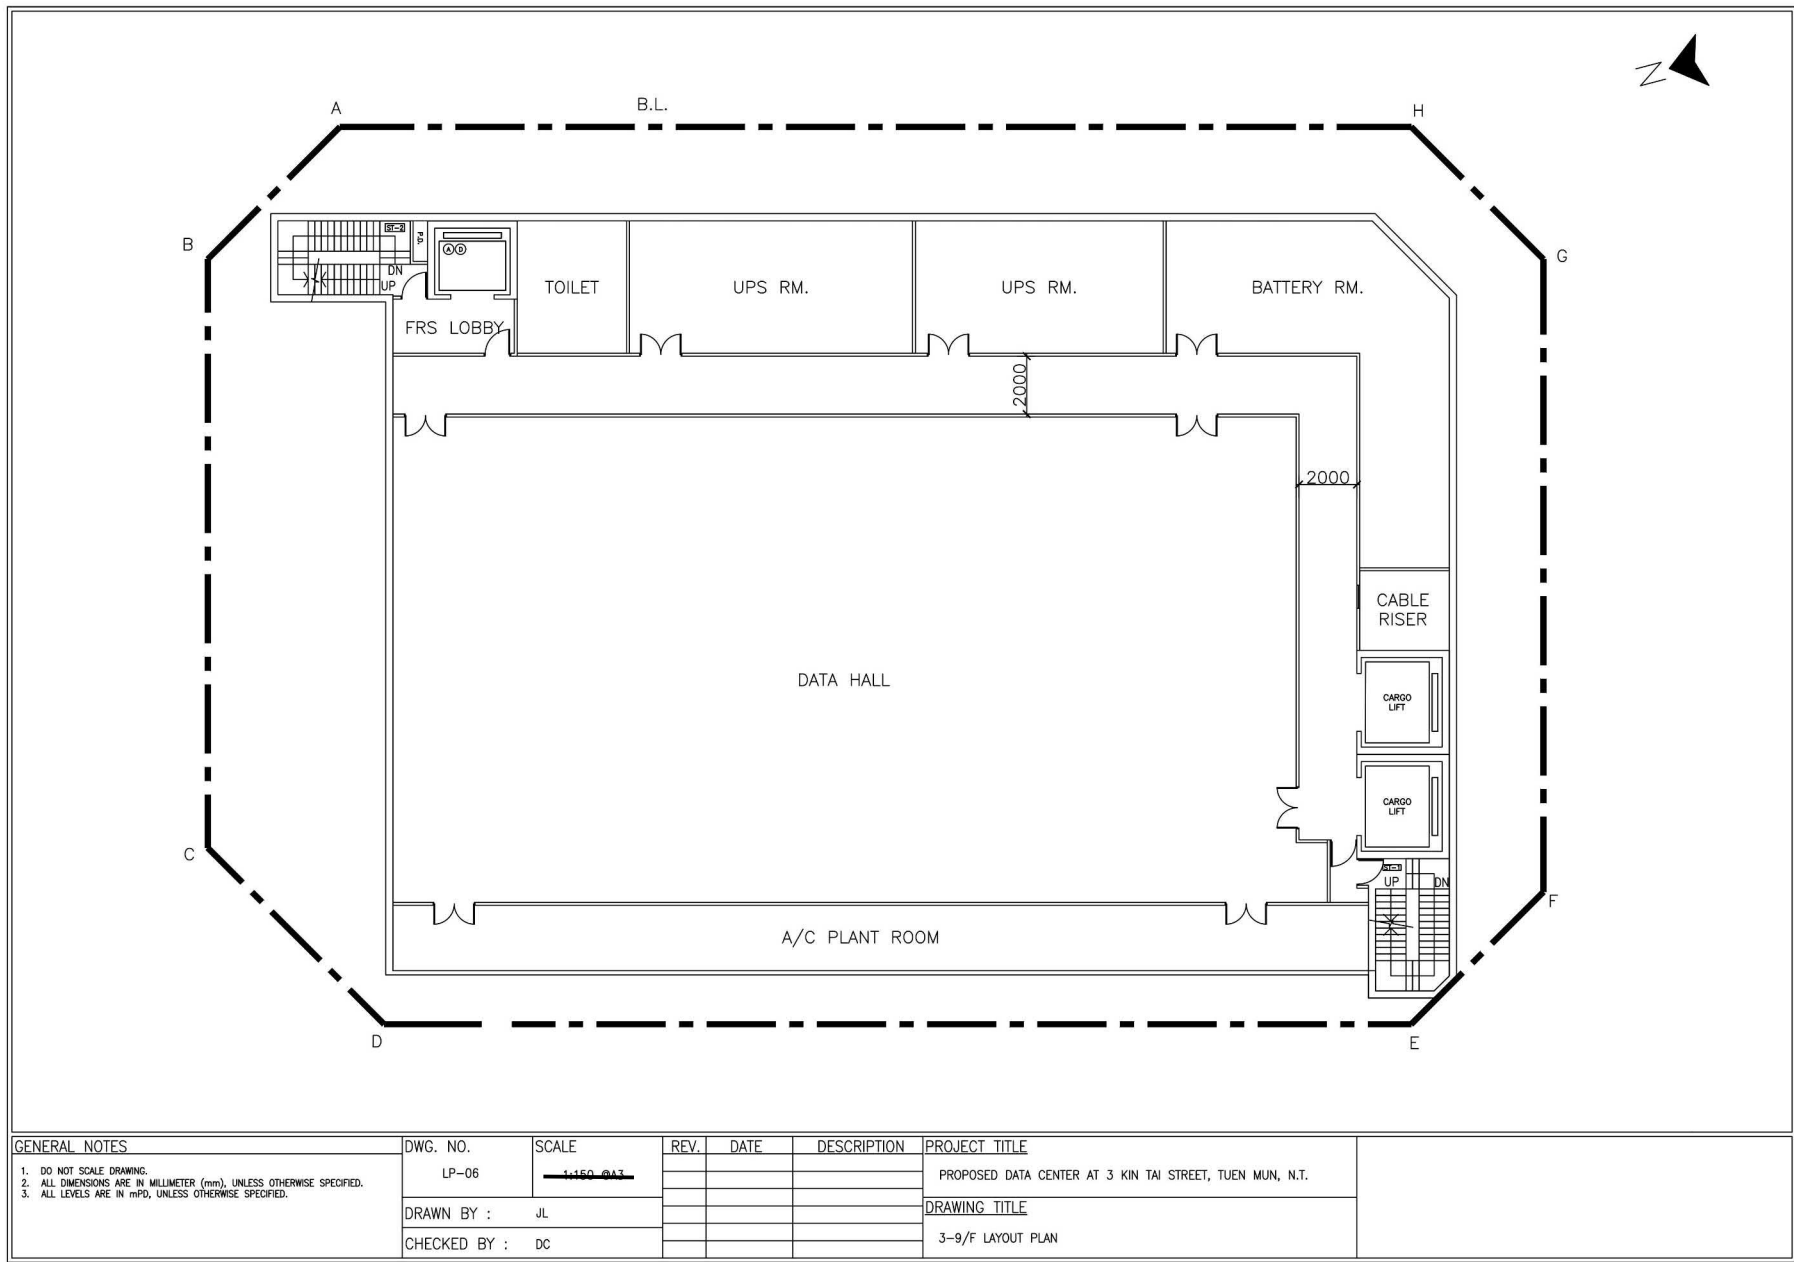 N
A
B.L.
H
B
G
ST-2
P.D.
A D
DN
UP
TOILET
UPS RM.
UPS RM.
BATTERY RM.
FRS LOBBY
2000
2000
CABLE
RISER
DATA HALL
CARGO
LIFT
CARGO
LIFT
C
ST-1
UP
DN
F
A/C PLANT ROOM
D
E
GENERAL NOTES
1. DO NOT SCALE DRAWING.
2. ALL DIMENSIONS ARE IN MILLIMETER (mm), UNLESS OTHERWISE SPECIFIED.
3. ALL LEVELS ARE IN mPD, UNLESS OTHERWISE SPECIFIED.
DWG. NO.
LP-06
SCALE
1:150 @A3
DRAWN BY : JL
CHECKED BY : DC
REV. DATE DESCRIPTION
PROJECT TITLE
PROPOSED DATA CENTER AT 3 KIN TAI STREET, TUEN MUN, N.T.
DRAWING TITLE
3-9/F LAYOUT PLAN